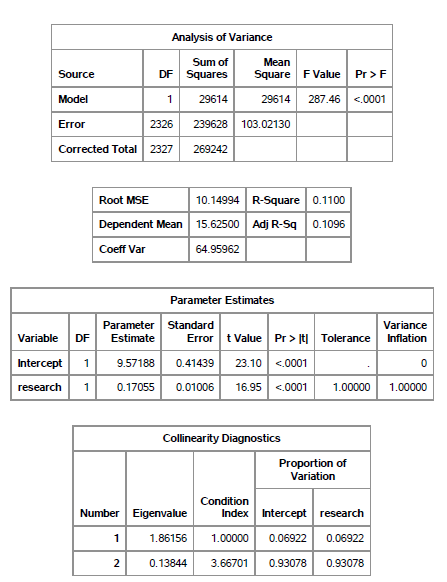 Analysis of Variance
Source DF Sum of Squares Mean Square F Value Pr > F
Model 1 29614 29614 287.46 <.0001
Error 2326 239628 103.02130
Corrected Total 2327 269242
Root MSE 10.14994 R-Square 0.1100
Dependent Mean 15.62500 Adj R-Sq 0.1096
Coeff Var 64.95962
Parameter Estimates
Variable DF Parameter Estimate Standard Error t Value Pr > |t| Tolerance Variance Inflation
Intercept 1 9.57188 0.41439 23.10 <.0001 . 0
research 1 0.17055 0.01006 16.95 <.0001 1.00000 1.00000
Collinearity Diagnostics
Number Eigenvalue Condition Index Proportion of Variation
Intercept research
1 1.86156 1.00000 0.06922 0.06922
2 0.13844 3.66701 0.93078 0.93078